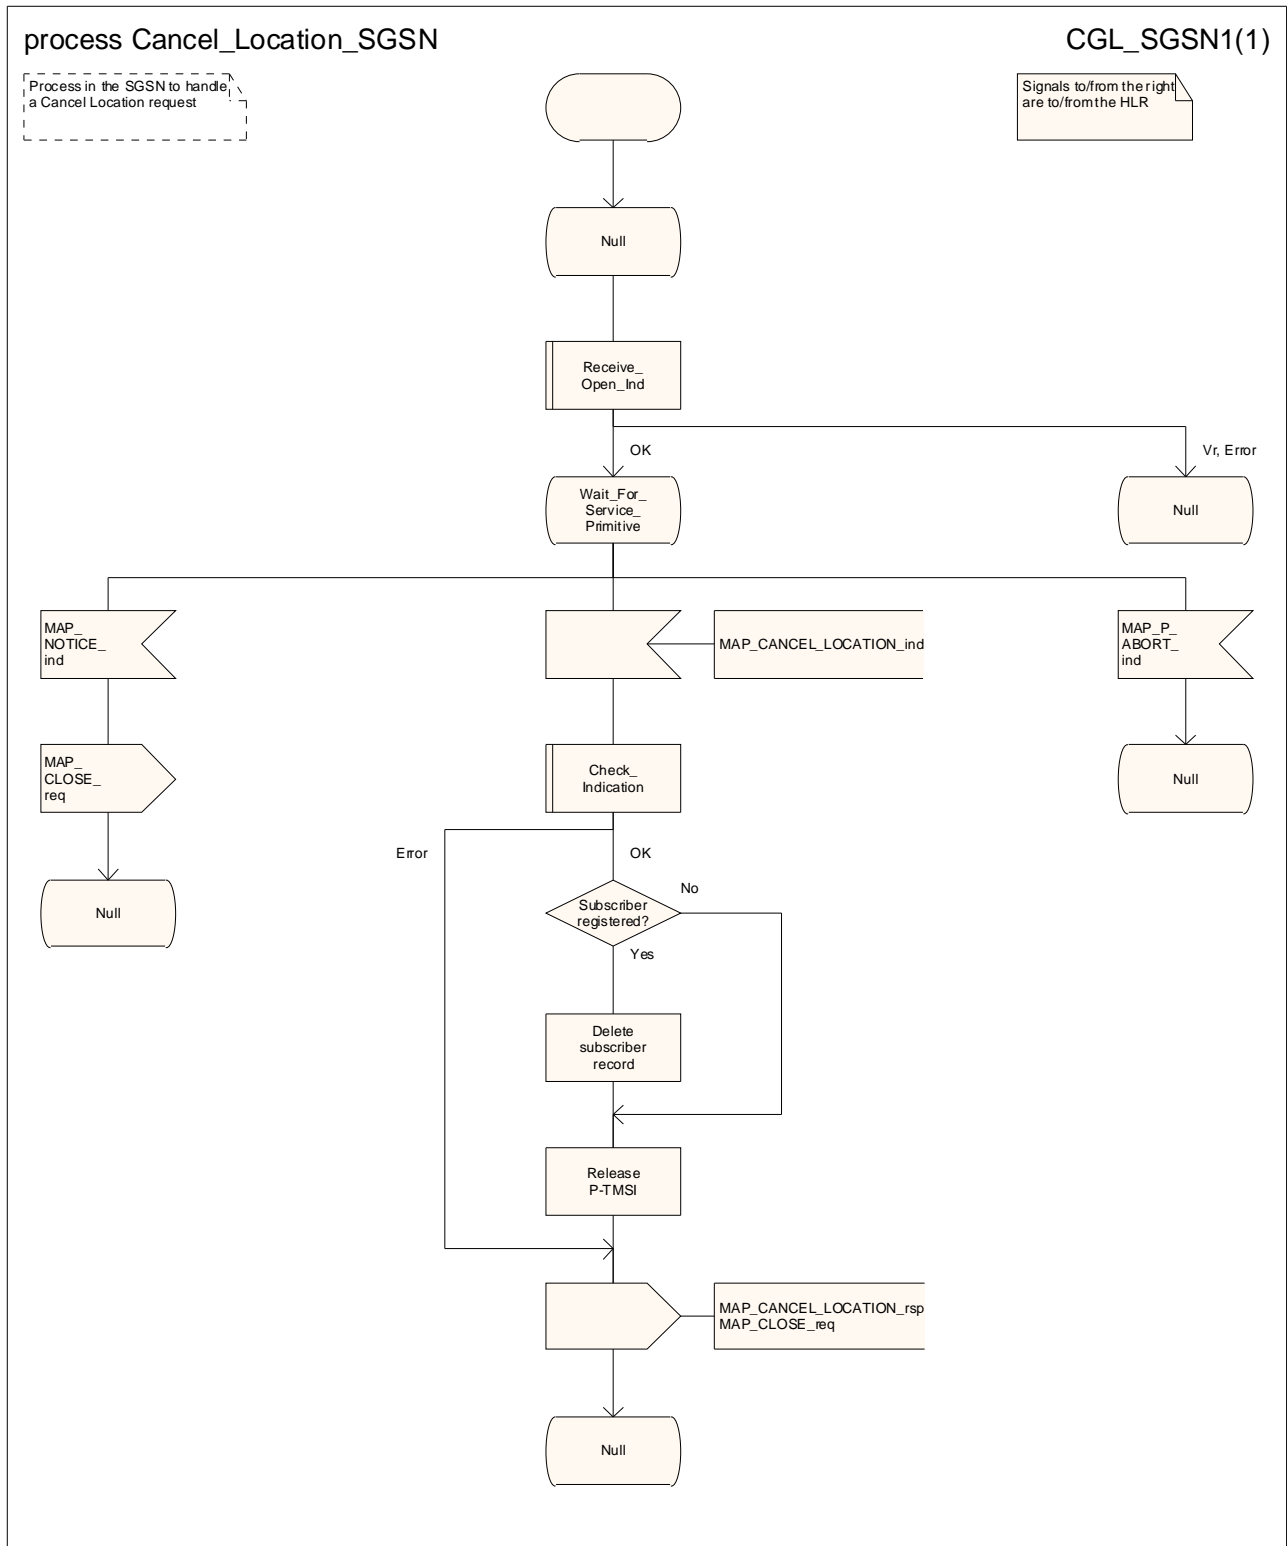 process Cancel_Location_SGSN
CGL_SGSN1(1)
Process in the SGSN to handle
a Cancel Location request
Signals to/from the right
are to/from the HLR
Null
Receive_
Open_Ind
OK
Vr, Error
Wait_For_
Service_
Primitive
Null
MAP_
NOTICE_
ind
MAP_CANCEL_LOCATION_ind
MAP_P_
ABORT_
ind
MAP_
CLOSE_
req
Check_
Indication
Null
Error
OK
Null
Subscriber
registered?
No
Yes
Delete
subscriber
record
Release
P-TMSI
MAP_CANCEL_LOCATION_rsp
MAP_CLOSE_req
Null